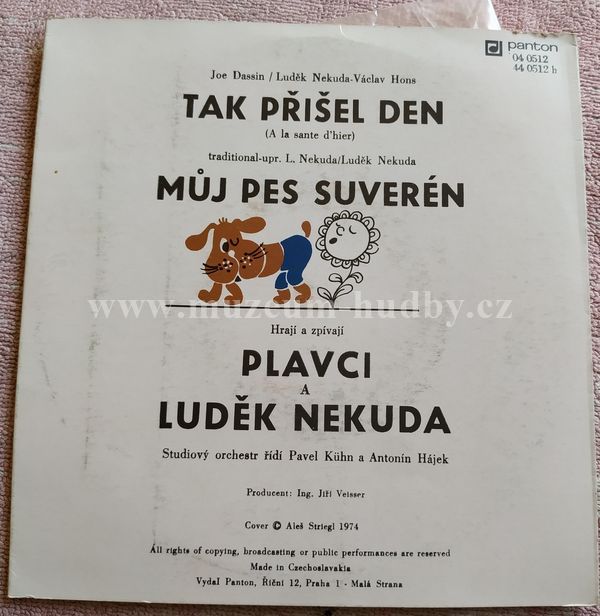 panton
04 0512
44 0512 h
Joe Dassin / Luděk Nekuda-Václav Hons
TAK PŘIŠEL DEN
(A la sante d'hier)
traditional-upr. L. Nekuda/Luděk Nekuda
MŮJ PES SUVERÉN
www.muzeum-hudby.cz
Hrají a zpívají
PLAVCI
A
LUDĚK NEKUDA
Studiový orchestr řídí Pavel Kühn a Antonín Hájek
Producent: Ing. Jiří Veisser
Cover © Aleš Striegl 1974
All rights of copying, broadcasting or public performances are reserved
Made in Czechoslavakia
Vydal Panton, Říční 12, Praha 1 - Malá Strana